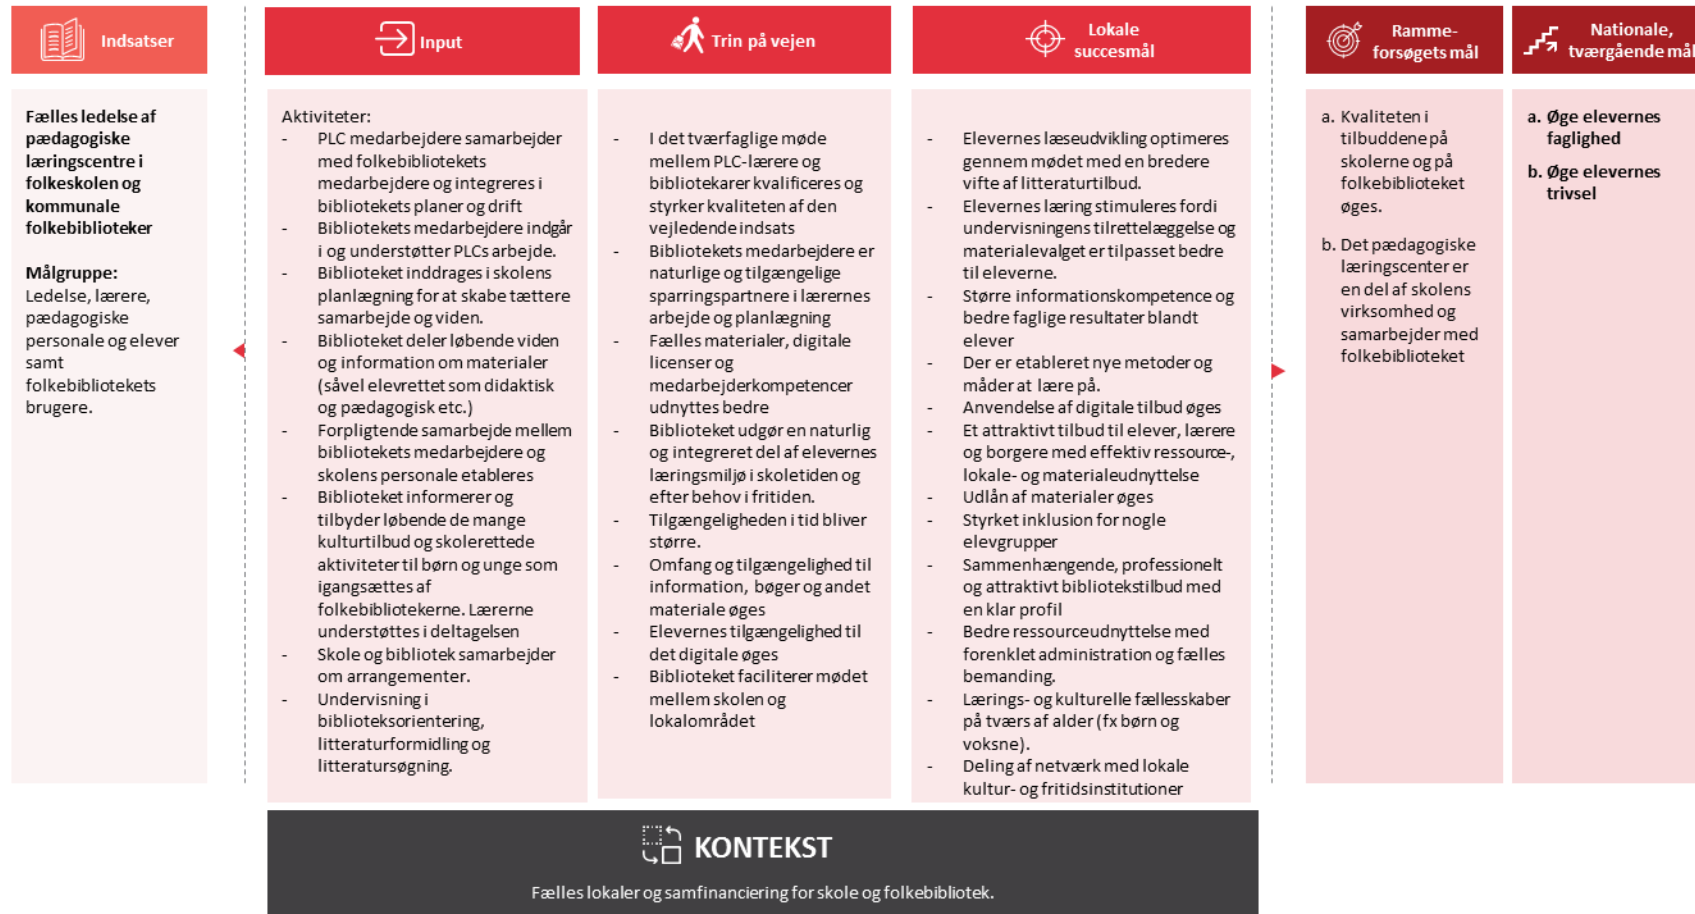 Indsatser
Fælles ledelse af
pædagogiske
læringscentre i
folkeskolen og
kommunale
folkebiblioteker
Målgruppe:
Ledelse, lærere,
pædagogiske
personale og elever
samt
folkebibliotekets
brugere.
Input
Aktiviteter:
- PLC medarbejdere samarbejder
med folkebibliotekets
medarbejdere og integreres i
bibliotekets planer og drift
- Bibliotekets medarbejdere indgår
i og understøtter PLCs arbejde.
- Biblioteket inddrages i skolens
planlægning for at skabe tættere
samarbejde og viden.
- Biblioteket deler løbende viden
og information om materialer
(såvel elevrettet som didaktisk
og pædagogisk etc.)
- Forpligtende samarbejde mellem
bibliotekets medarbejdere og
skolens personale etableres
- Biblioteket informerer og
tilbyder løbende de mange
kulturtilbud og skolerettede
aktiviteter til børn og unge som
igangsættes af
folkebibliotekerne. Lærerne
understøttes i deltagelsen
- Skole og bibliotek samarbejder
om arrangementer.
- Undervisning i
biblioteksorientering,
litteraturformidling og
litteratursøgning.
Trin på vejen
- I det tværfaglige møde
mellem PLC-lærere og
bibliotekarer kvalificeres og
styrker kvaliteten af den
vejledende indsats
- Bibliotekets medarbejdere er
naturlige og tilgængelige
sparringspartnere i lærernes
arbejde og planlægning
- Fælles materialer, digitale
licenser og
medarbejderkompetencer
udnyttes bedre
- Biblioteket udgør en naturlig
og integreret del af elevernes
læringsmiljø i skoletiden og
efter behov i fritiden.
- Tilgængeligheden i tid bliver
større.
- Omfang og tilgængelighed til
information, bøger og andet
materiale øges
- Elevernes tilgængelighed til
det digitale øges
- Biblioteket faciliterer mødet
mellem skolen og
lokalområdet
Lokale
succesmål
- Elevernes læseudvikling optimeres
gennem mødet med en bredere
vifte af litteraturtilbud.
- Elevernes læring stimuleres fordi
undervisningens tilrettelæggelse og
materialevalget er tilpasset bedre
til eleverne.
- Større informationskompetence og
bedre faglige resultater blandt
elever
- Der er etableret nye metoder og
måder at lære på.
- Anvendelse af digitale tilbud øges
- Et attraktivt tilbud til elever, lærere
og borgere med effektiv ressource-,
lokale- og materialeudnyttelse
- Udlån af materialer øges
- Styrket inklusion for nogle
elevgrupper
- Sammenhængende, professionelt
og attraktivt bibliotekstilbud med
en klar profil
- Bedre ressourceudnyttelse med
forenklet administration og fælles
bemanding.
- Lærings- og kulturelle fællesskaber
på tværs af alder (fx børn og
voksne).
- Deling af netværk med lokale
kultur- og fritidsinstitutioner
Ramme-
forsøgets mål
a. Kvaliteten i
tilbuddene på
skolerne og på
folkebiblioteket
øges.
b. Det pædagogiske
læringscenter er
en del af skolens
virksomhed og
samarbejder med
folkebiblioteket
Nationale,
tværgående mål
a. Øge elevernes
faglighed
b. Øge elevernes
trivsel
KONTEKST
Fælles lokaler og samfinanciering for skole og folkebibliotek.